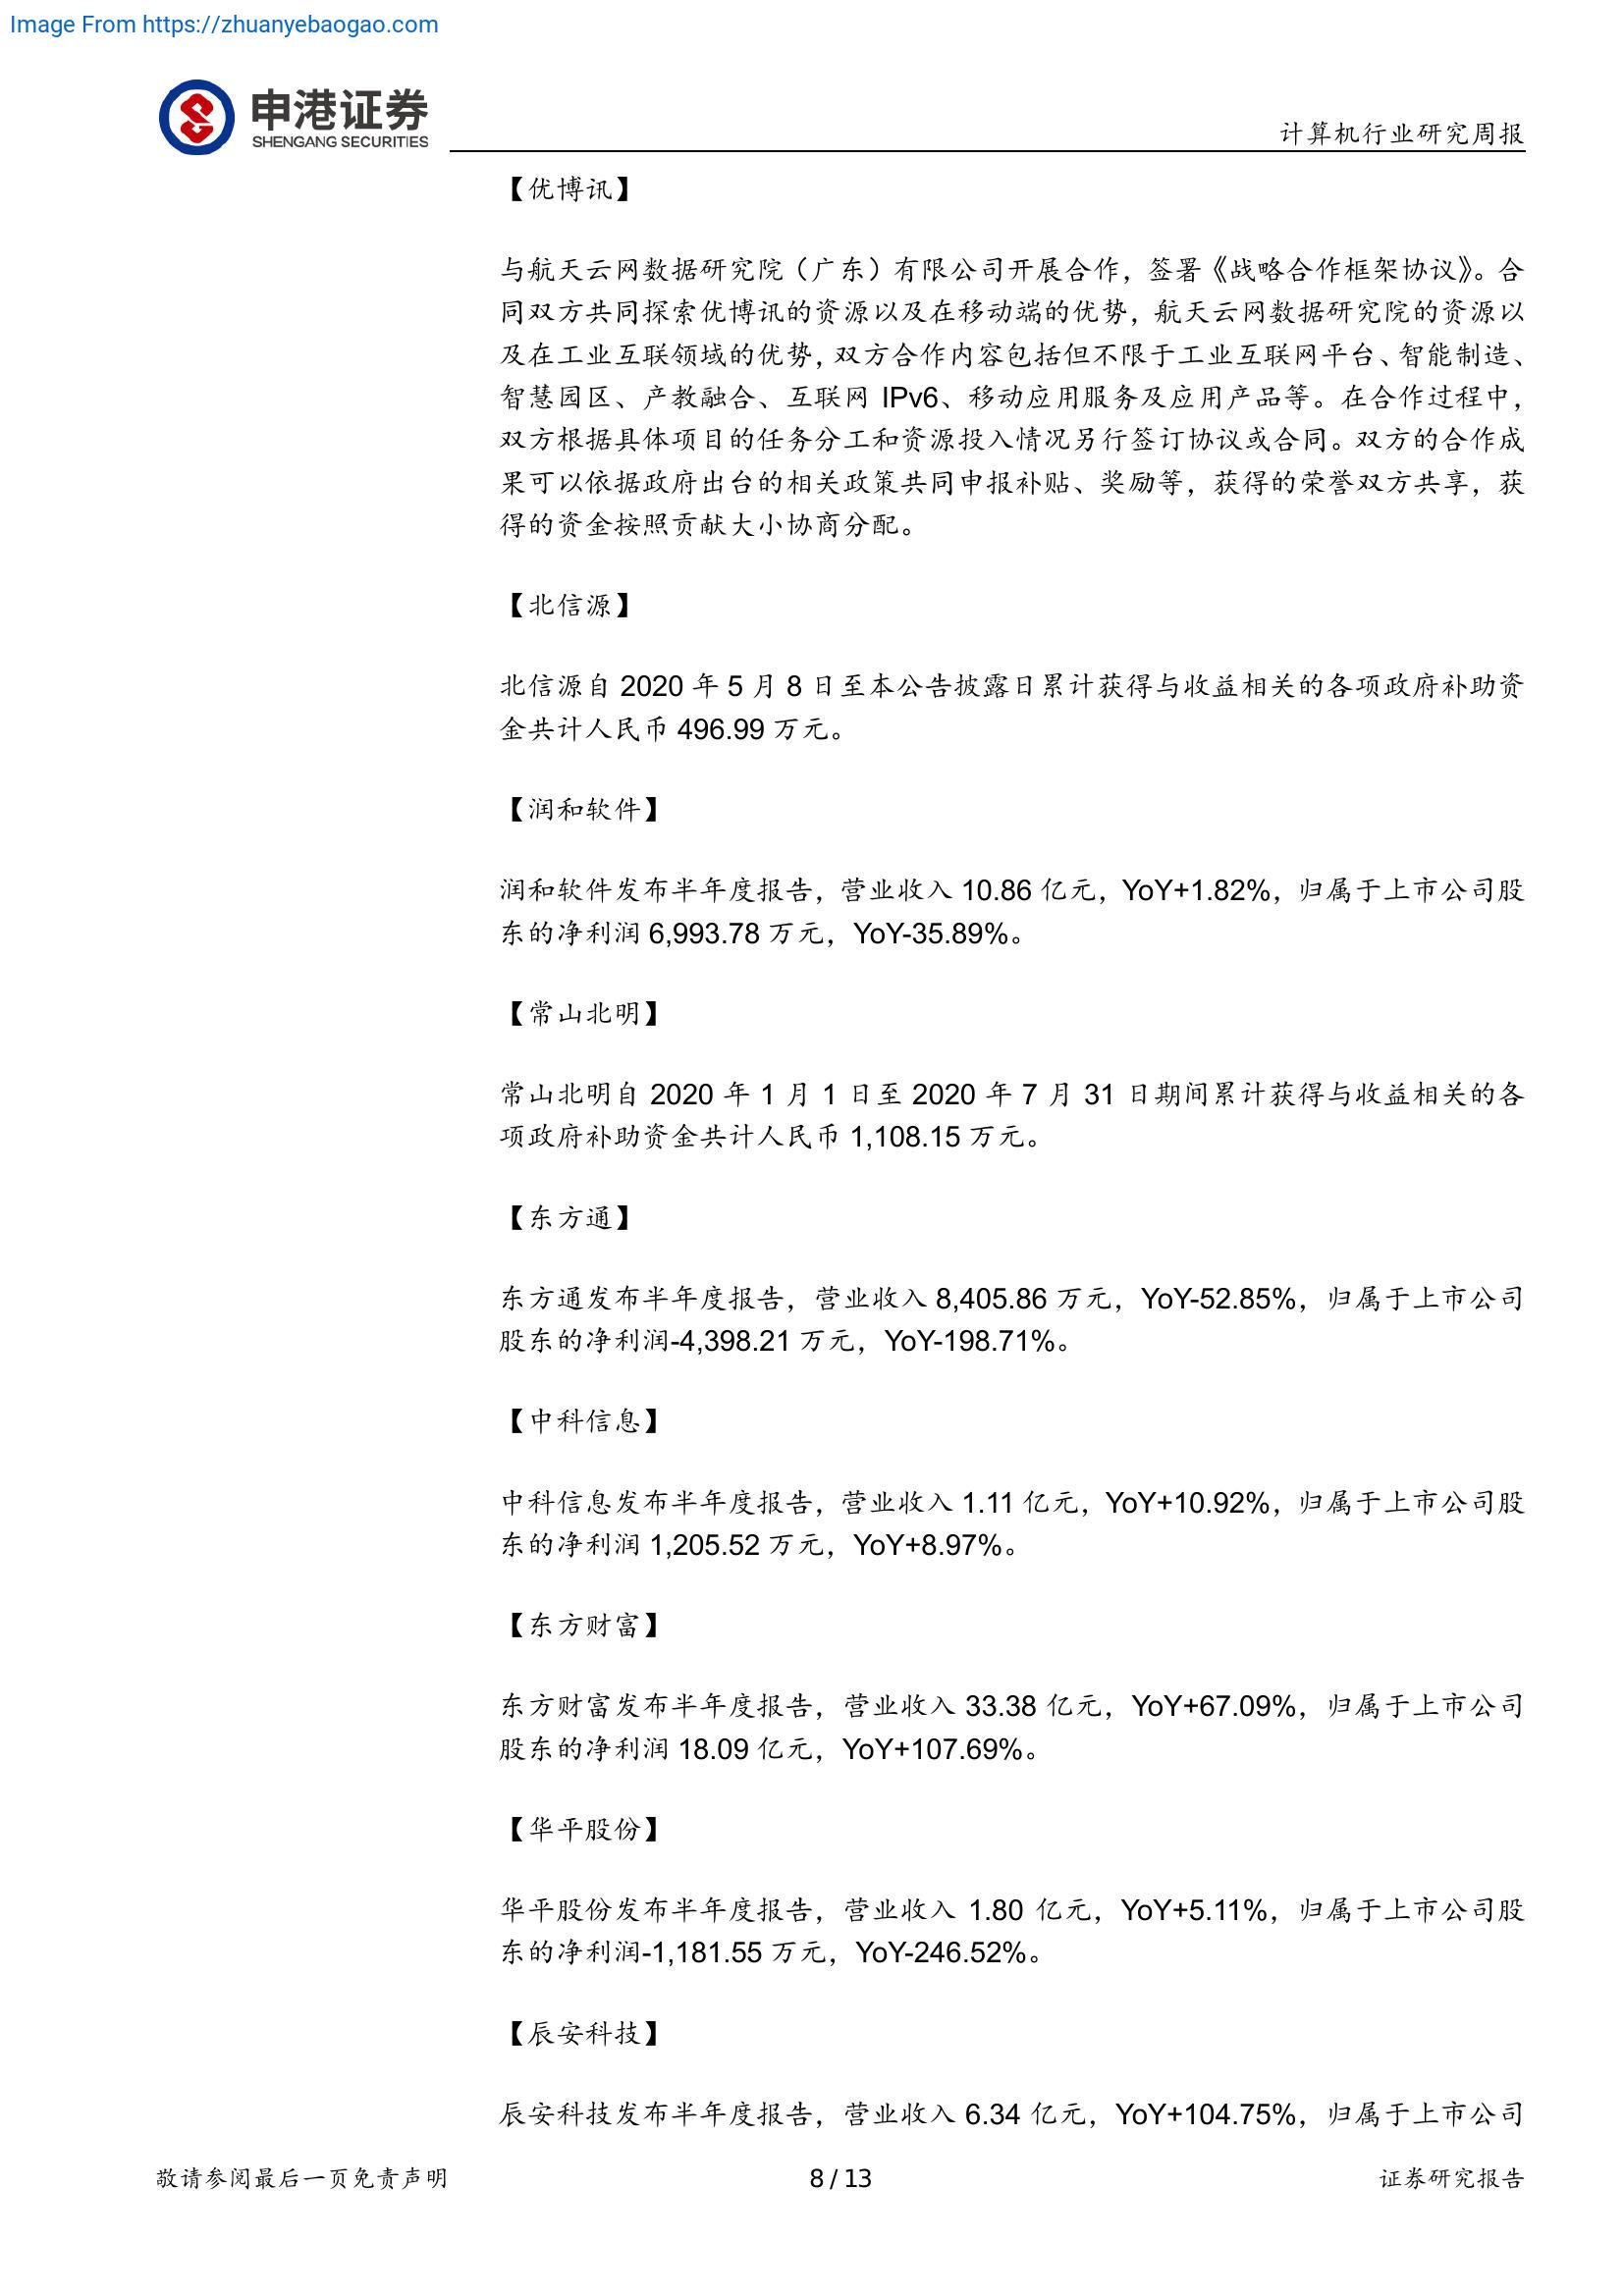 Image From https://zhuanyebaogao.com
申港证券
SHENGANG SECURITIES
计算机行业研究周报
【优博讯】
与航天云网数据研究院（广东）有限公司开展合作，签署《战略合作框架协议》。合
同双方共同探索优博讯的资源以及在移动端的优势，航天云网数据研究院的资源以
及在工业互联领域的优势，双方合作内容包括但不限于工业互联网平台、智能制造、
智慧园区、产教融合、互联网 IPv6、移动应用服务及应用产品等。在合作过程中，
双方根据具体项目的任务分工和资源投入情况另行签订协议或合同。双方的合作成
果可以依据政府出台的相关政策共同申报补贴、奖励等，获得的荣誉双方共享，获
得的资金按照贡献大小协商分配。
【北信源】
北信源自 2020 年 5 月 8 日至本公告披露日累计获得与收益相关的各项政府补助资
金共计人民币 496.99 万元。
【润和软件】
润和软件发布半年度报告，营业收入 10.86 亿元，YoY+1.82%，归属于上市公司股
东的净利润 6,993.78 万元，YoY-35.89%。
【常山北明】
常山北明自 2020 年 1 月 1 日至 2020 年 7 月 31 日期间累计获得与收益相关的各
项政府补助资金共计人民币 1,108.15 万元。
【东方通】
东方通发布半年度报告，营业收入 8,405.86 万元，YoY-52.85%，归属于上市公司
股东的净利润-4,398.21 万元，YoY-198.71%。
【中科信息】
中科信息发布半年度报告，营业收入 1.11 亿元，YoY+10.92%，归属于上市公司股
东的净利润 1,205.52 万元，YoY+8.97%。
【东方财富】
东方财富发布半年度报告，营业收入 33.38 亿元，YoY+67.09%，归属于上市公司
股东的净利润 18.09 亿元，YoY+107.69%。
【华平股份】
华平股份发布半年度报告，营业收入 1.80 亿元，YoY+5.11%，归属于上市公司股
东的净利润-1,181.55 万元，YoY-246.52%。
【辰安科技】
辰安科技发布半年度报告，营业收入 6.34 亿元，YoY+104.75%，归属于上市公司
敬请参阅最后一页免责声明
8 / 13
证券研究报告